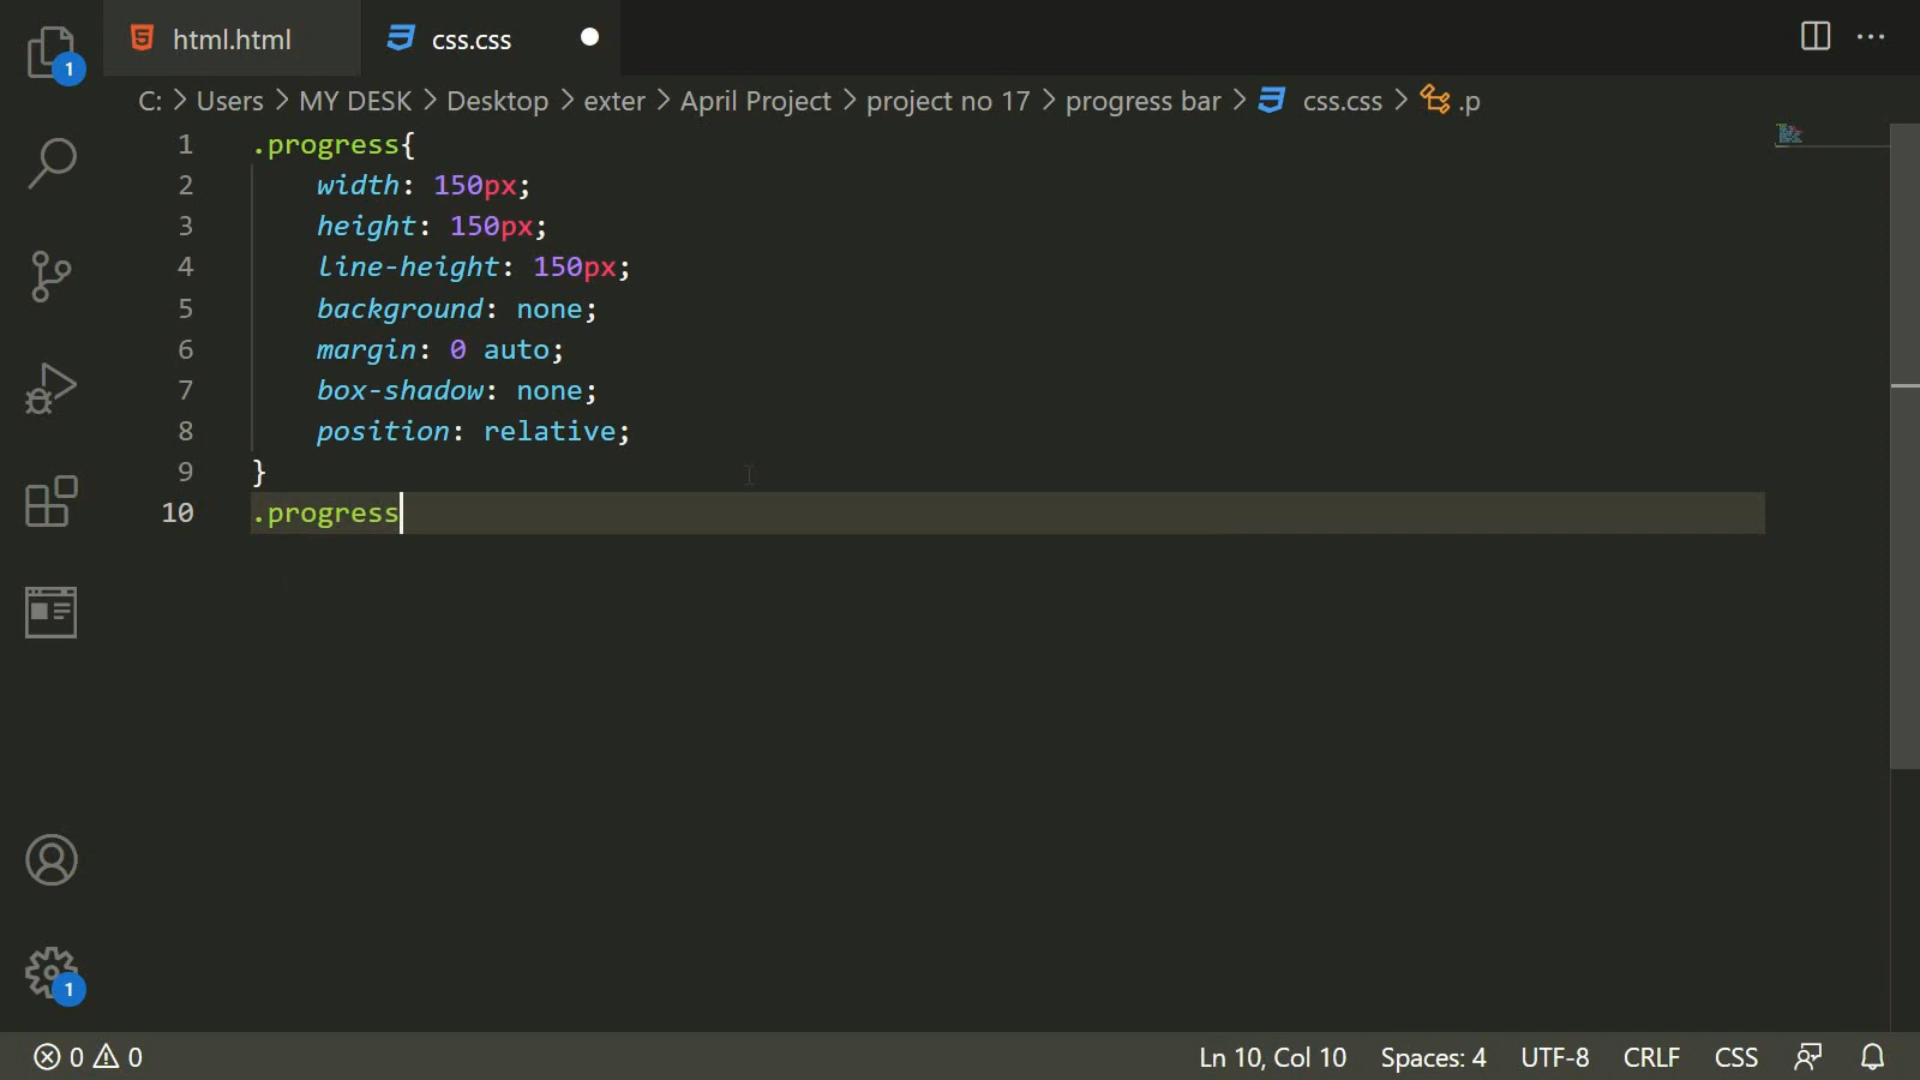 html.html css.css
C: > Users > MY DESK > Desktop > exter > April Project > project no 17 > progress bar > css.css > .p
1 .progress{
2 width: 150px;
3 height: 150px;
4 line-height: 150px;
5 background: none;
6 margin: 0 auto;
7 box-shadow: none;
8 position: relative;
9 }
10 .progress
1
1
0 0 Ln 10, Col 10 Spaces: 4 UTF-8 CRLF CSS